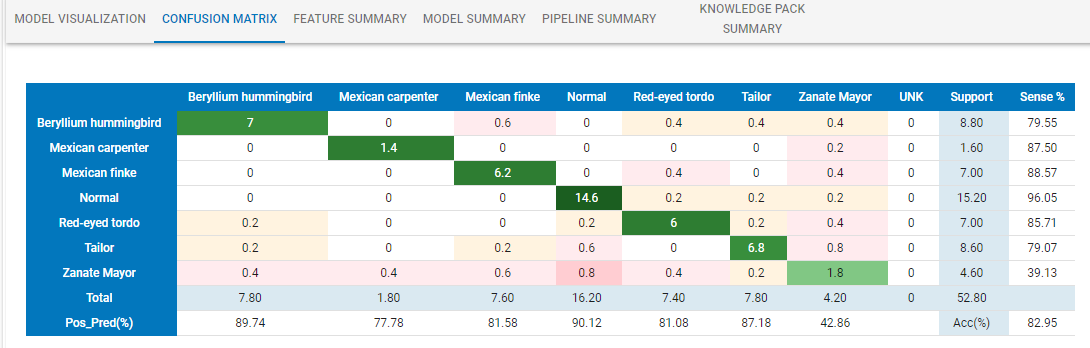 MODEL VISUALIZATION CONFUSION MATRIX FEATURE SUMMARY MODEL SUMMARY PIPELINE SUMMARY KNOWLEDGE PACK
SUMMARY
Beryllium hummingbird Mexican carpenter Mexican finke Normal Red-eyed tordo Tailor Zanate Mayor UNK Support Sense %
Beryllium hummingbird 7 0 0.6 0 0.4 0.4 0.4 0 8.80 79.55
Mexican carpenter 0 1.4 0 0 0 0 0.2 0 1.60 87.50
Mexican finke 0 0 6.2 0 0.4 0 0.4 0 7.00 88.57
Normal 0 0 0 14.6 0.2 0.2 0.2 0 15.20 96.05
Red-eyed tordo 0.2 0 0 0.2 6 0.2 0.4 0 7.00 85.71
Tailor 0.2 0 0.2 0.6 0 6.8 0.8 0 8.60 79.07
Zanate Mayor 0.4 0.4 0.6 0.8 0.4 0.2 1.8 0 4.60 39.13
Total 7.80 1.80 7.60 16.20 7.40 7.80 4.20 0 52.80
Pos_Pred(%) 89.74 77.78 81.58 90.12 81.08 87.18 42.86 Acc(%) 82.95